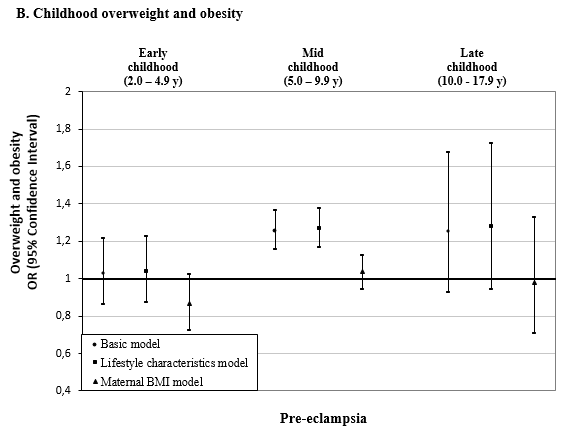 B. Childhood overweight and obesity
Early
childhood
(2.0 – 4.9 y)
Mid
childhood
(5.0 – 9.9 y)
Late
childhood
(10.0 - 17.9 y)
Overweight and obesity
OR (95% Confidence Interval)
2
1,8
1,6
1,4
1,2
1
0,8
0,6
0,4
Basic model
Lifestyle characteristics model
Maternal BMI model
Pre-eclampsia